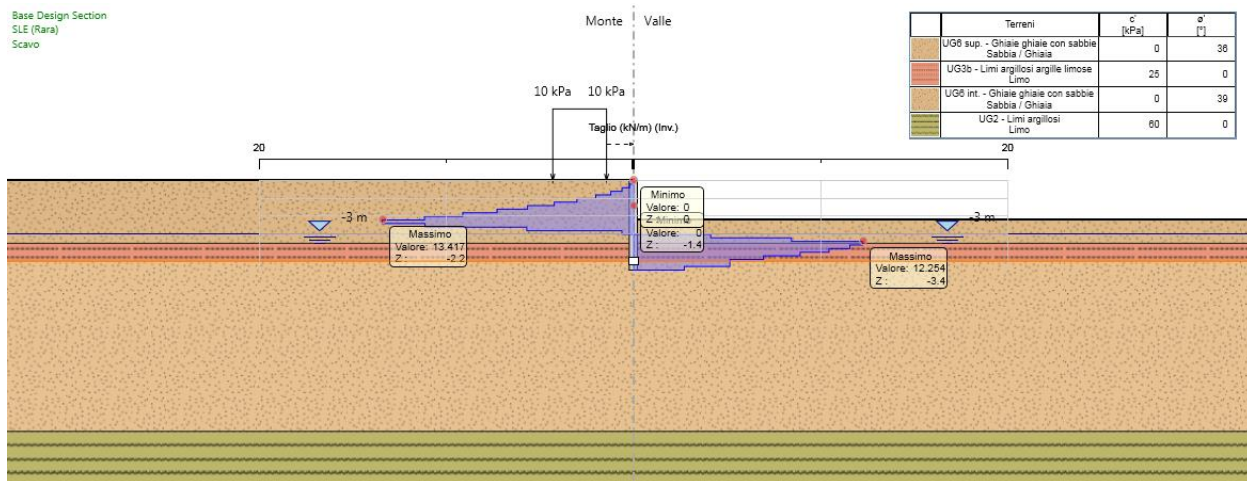 Base Design Section
SLE (Rara)
Scavo
Monte Valle
Terreni c' ø'
[kPa] [°]
UG6 sup. - Ghiaie ghiaie con sabbie
Sabbia / Ghiaia 0 36
UG3b - Limi argillosi argille limose
Limo 25 0
UG6 int. - Ghiaie ghiaie con sabbie
Sabbia / Ghiaia 0 39
UG2 - Limi argillosi
Limo 60 0
10 kPa 10 kPa
Taglio (kN/m) (Inv.)
20 20
Minimo
Valore: 0
Z : 0
Valore: 0
Z : -1.4
-3 m -3 m
Massimo
Valore: 13.417
Z : -2.2
Massimo
Valore: 12.254
Z : -3.4